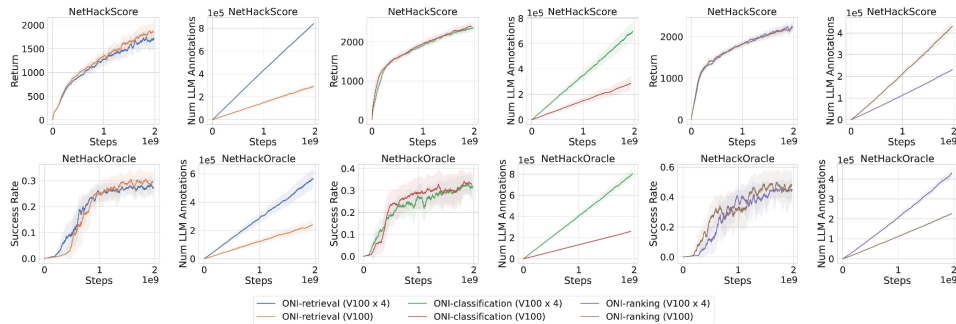 NetHackScore
Return
2000
1500
1000
500
0
0 1 2
Steps 1e9
1e5 NetHackScore
Num LLM Annotations
8
6
4
2
0
0 1 2
Steps 1e9
NetHackScore
Return
2000
1000
0
0 1 2
Steps 1e9
1e5 NetHackScore
Num LLM Annotations
8
6
4
2
0
0 1 2
Steps 1e9
NetHackScore
Return
2000
1000
0
0 1 2
Steps 1e9
1e5 NetHackScore
Num LLM Annotations
4
3
2
1
0
0 1 2
Steps 1e9
NetHackOracle
Success Rate
0.3
0.2
0.1
0.0
0 1 2
Steps 1e9
1e5 NetHackOracle
Num LLM Annotations
6
4
2
0
0 1 2
Steps 1e9
NetHackOracle
Success Rate
0.4
0.2
0.0
0 1 2
Steps 1e9
1e5 NetHackOracle
Num LLM Annotations
8
6
4
2
0
0 1 2
Steps 1e9
NetHackOracle
Success Rate
0.6
0.4
0.2
0.0
0 1 2
Steps 1e9
1e5 NetHackOracle
Num LLM Annotations
4
3
2
1
0
0 1 2
Steps 1e9
ONI-retrieval (V100 x 4) ONI-classification (V100 x 4) ONI-ranking (V100 x 4)
ONI-retrieval (V100) ONI-classification (V100) ONI-ranking (V100)